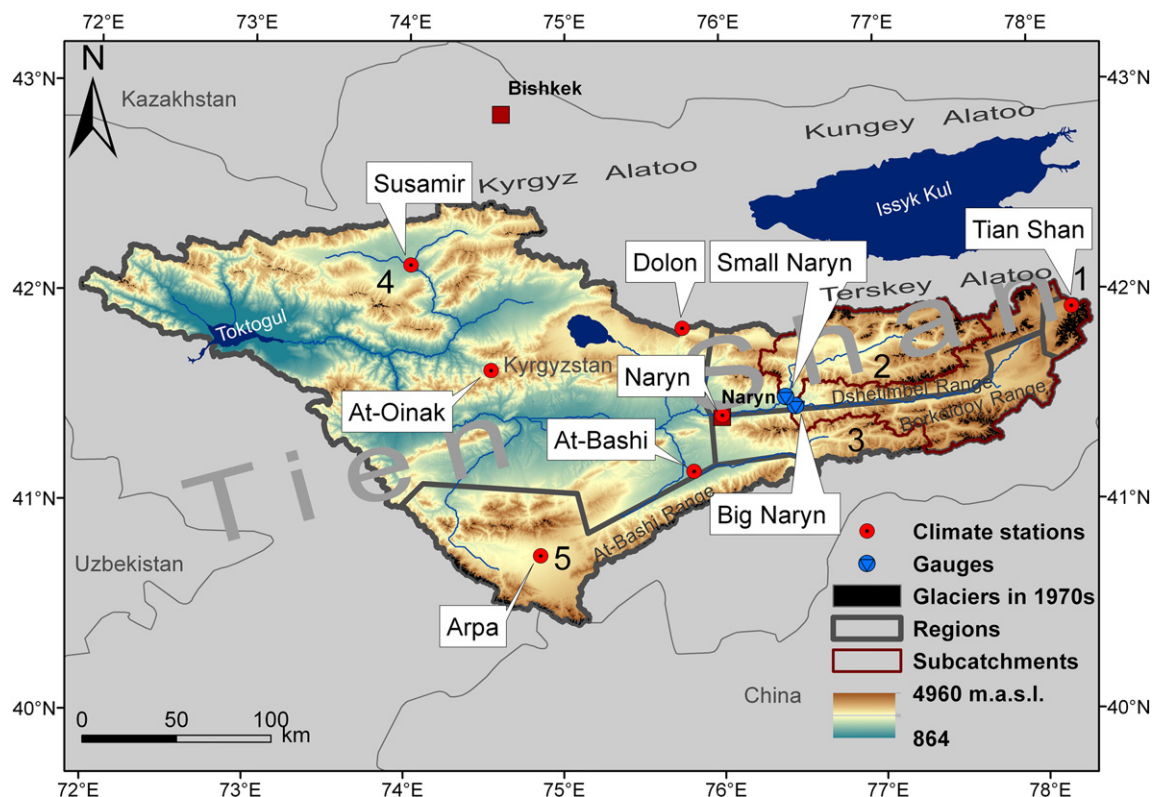 72°E 73°E 74°E 75°E 76°E 77°E 78°E
N
43°N 43°N
Kazakhstan
Bishkek
Kungey Alatoo
Kyrgyz Alatoo
Susamir
Issyk Kul
Tian Shan
Dolon
Small Naryn
Terskey Alatoo
1
4
42°N 42°N
Toktogul
Kyrgyzstan
Naryn
2
At-Oinak
Naryn
Dshetimbel Range
Borkoldoy Range
At-Bashi
3
Tien Shan
41°N 41°N
At-Bashi Range
Big Naryn
Uzbekistan
5
Arpa
Climate stations
Gauges
Glaciers in 1970s
Regions
Subcatchments
China
4960 m.a.s.l.
864
40°N 40°N
0 50 100
km
72°E 73°E 74°E 75°E 76°E 77°E 78°E